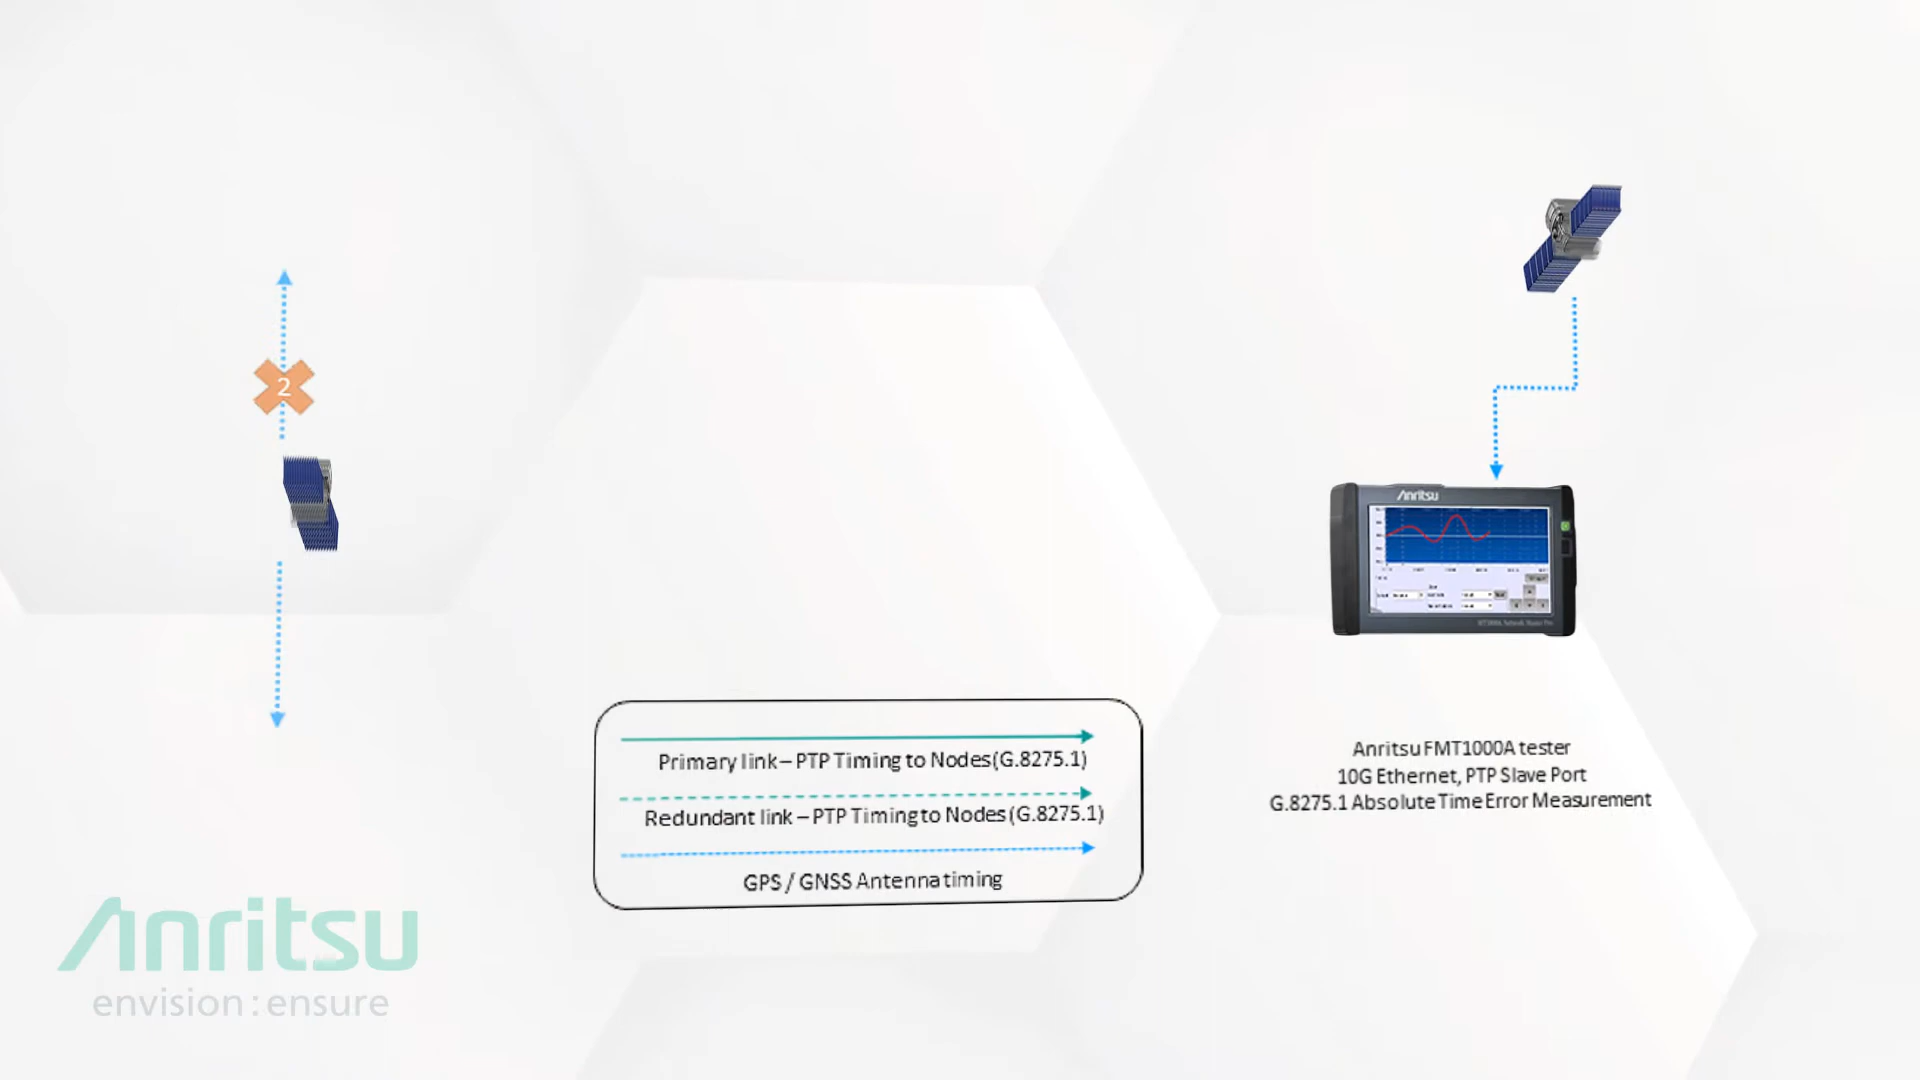 2
Anritsu
Primary link – PTP Timing to Nodes (G.8275.1)
Redundant link – PTP Timing to Nodes (G.8275.1)
GPS / GNSS Antenna timing
Anritsu FMT1000A tester
10G Ethernet, PTP Slave Port
G.8275.1 Absolute Time Error Measurement
Anritsu
envision : ensure